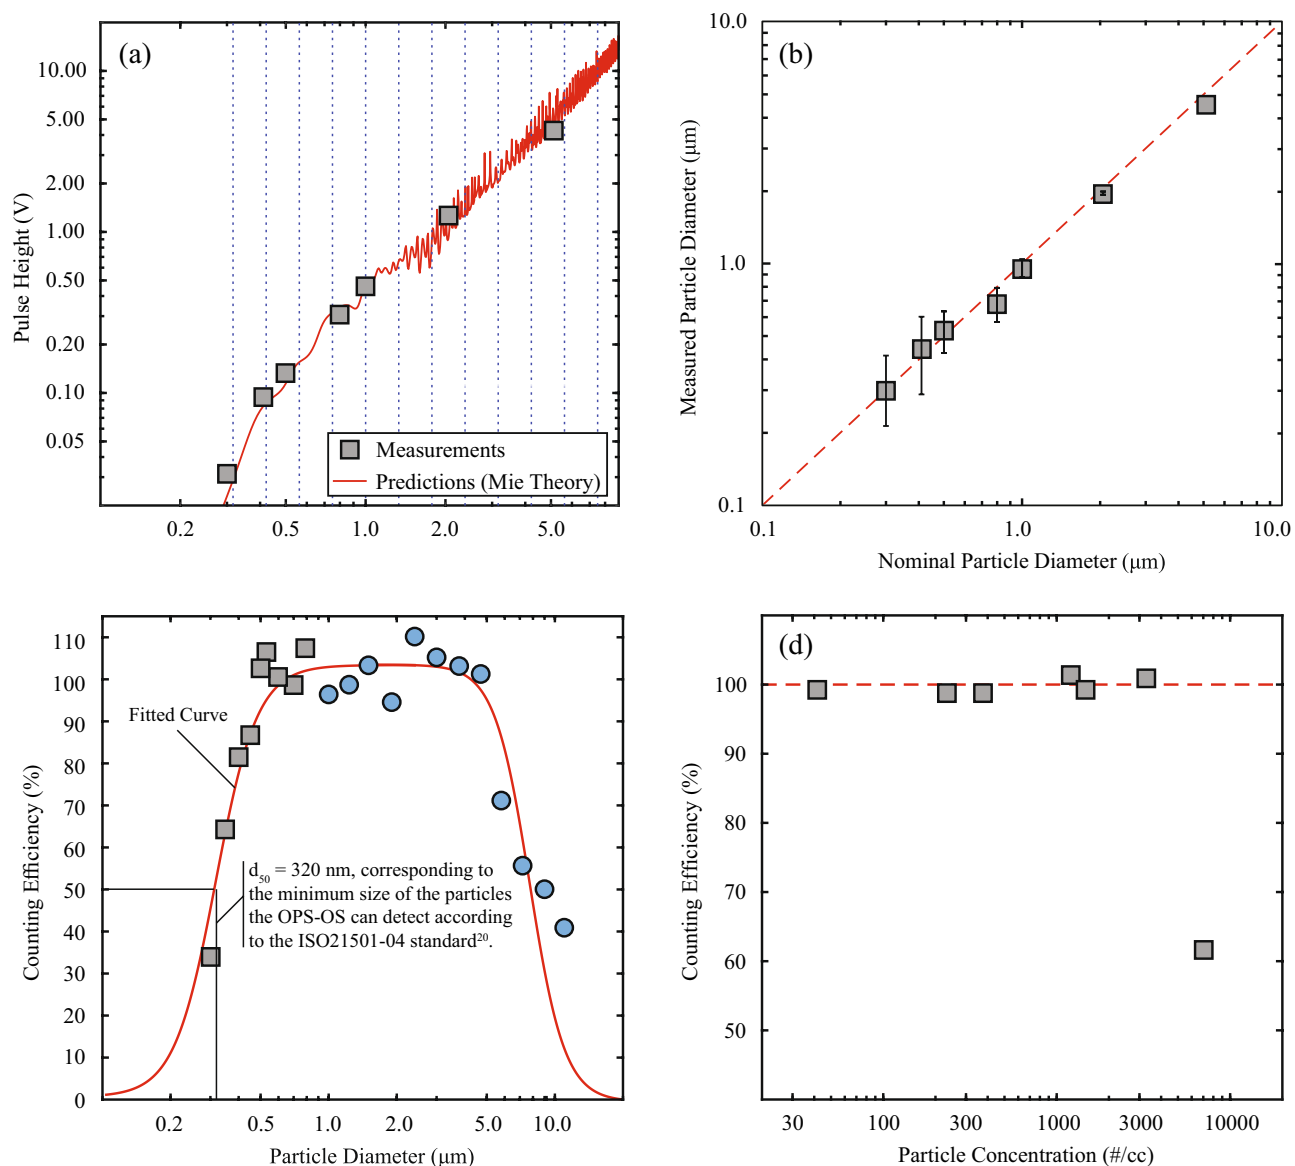 (a)
10.00
5.00
2.00
1.00
0.50
0.20
0.10
0.05
Pulse Height (V)
Measurements
Predictions (Mie Theory)
0.2
0.5
1.0
2.0
5.0
(b)
10.0
1.0
0.1
Measured Particle Diameter (μm)
0.1
1.0
10.0
Nominal Particle Diameter (μm)
110
100
90
80
70
60
50
40
30
20
10
0
Counting Efficiency (%)
Fitted Curve
d50 = 320 nm, corresponding to
the minimum size of the particles
the OPS-OS can detect according
to the ISO21501-04 standard²⁰.
0.2
0.5
1.0
2.0
5.0
10.0
Particle Diameter (μm)
(d)
100
90
80
70
60
50
Counting Efficiency (%)
30
100
300
1000
3000
10000
Particle Concentration (#/cc)